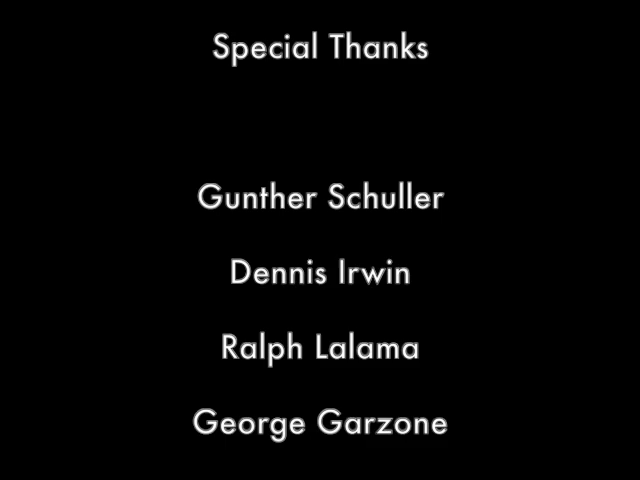 Special Thanks
Gunther Schuller
Dennis Irwin
Ralph Lalama
George Garzone